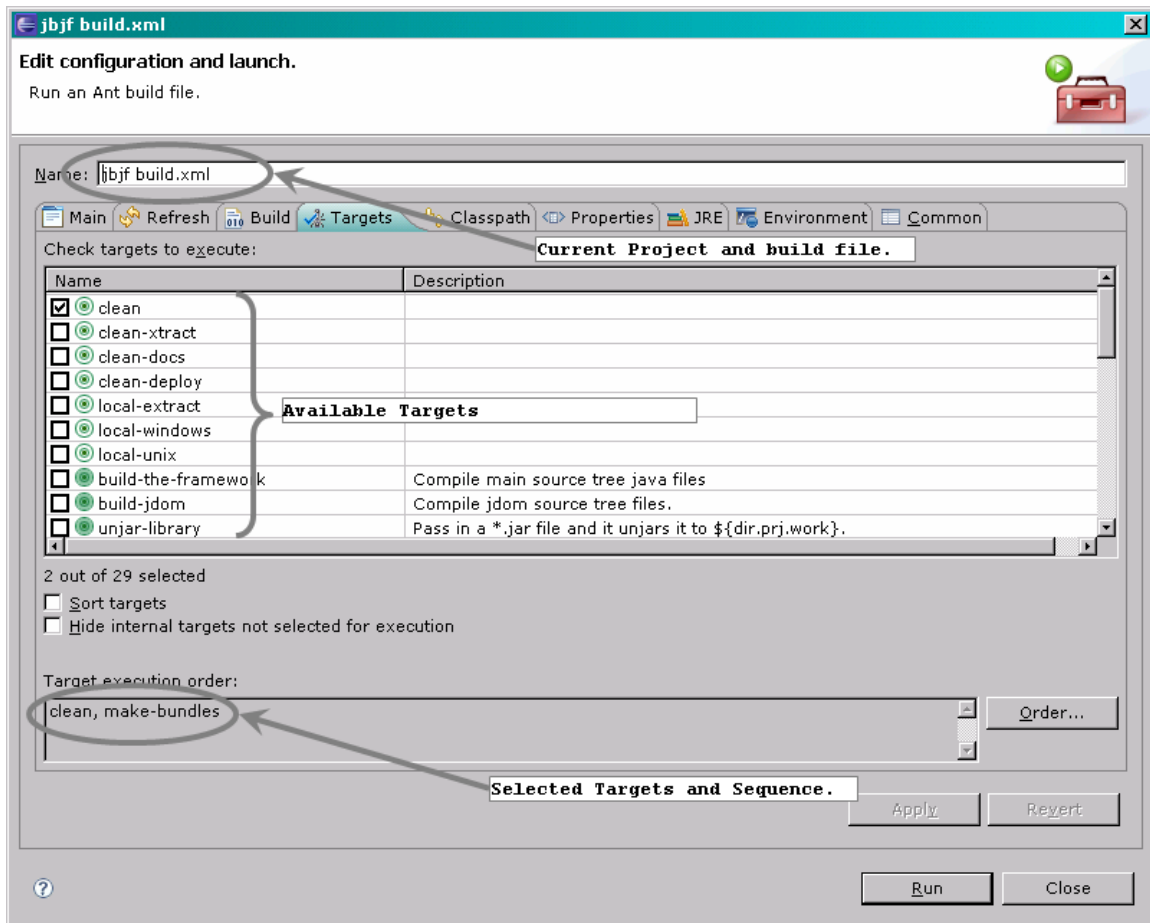 jbjf build.xml
Edit configuration and launch.
Run an Ant build file.
Name: jbjf build.xml
Main Refresh Build Targets Classpath Properties JRE Environment Common
Check targets to execute:
Current Project and build file.
Name Description
clean
clean-xtract
clean-docs
clean-deploy
local-extract
Available Targets
local-windows
local-unix
build-the-framework Compile main source tree java files
build-jdom Compile jdom source tree files.
unjar-library Pass in a *.jar file and it unjars it to ${dir.prj.work}.
2 out of 29 selected
Sort targets
Hide internal targets not selected for execution
Target execution order:
clean, make-bundles
Order...
Selected Targets and Sequence.
Apply Revert
? Run Close